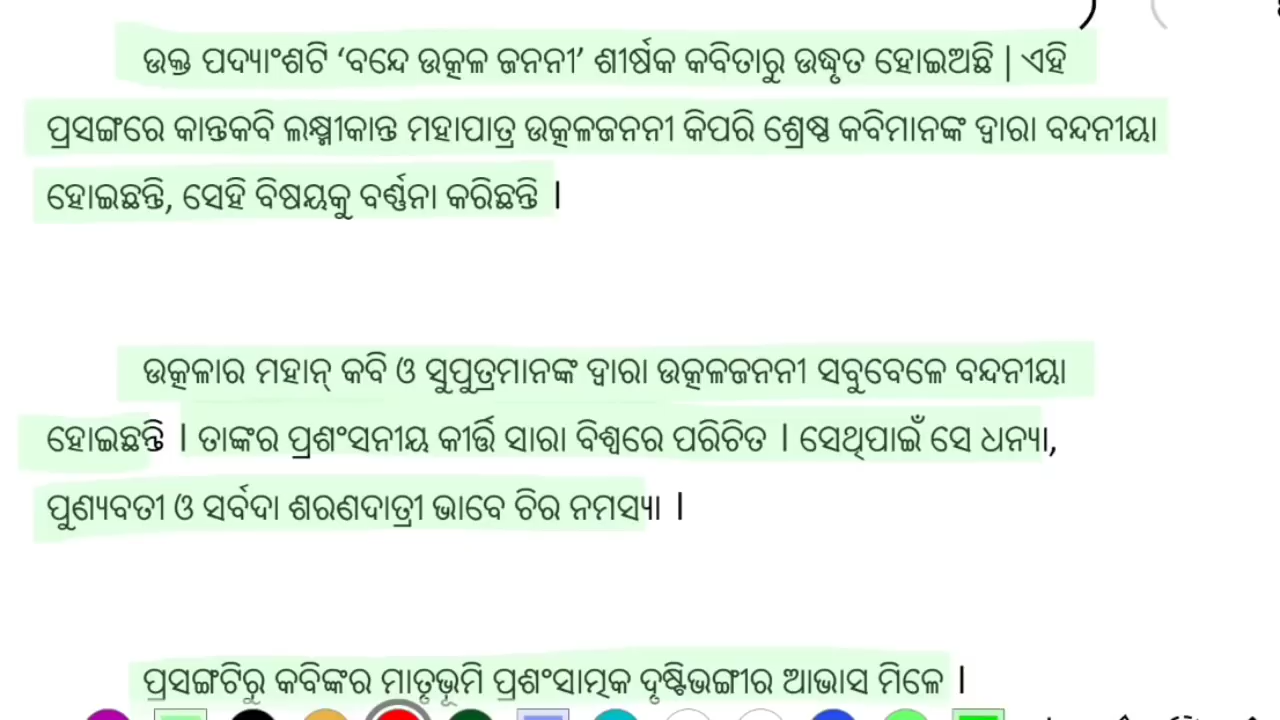 ଉକ୍ତ ପଦ୍ୟାଂଶଟି ‘ବନ୍ଦେ ଉତ୍କଳ ଜନନୀ’ ଶୀର୍ଷକ କବିତାରୁ ଉଦ୍ଧୃତ ହୋଇଅଛି | ଏହି
ପ୍ରସଙ୍ଗରେ କାନ୍ତକବି ଲକ୍ଷ୍ମୀକାନ୍ତ ମହାପାତ୍ର ଉତ୍କଳଜନନୀ କିପରି ଶ୍ରେଷ୍ଠ କବିମାନଙ୍କ ଦ୍ୱାରା ବନ୍ଦନୀୟା
ହୋଇଛନ୍ତି, ସେହି ବିଷୟକୁ ବର୍ଣ୍ଣନା କରିଛନ୍ତି ।
ଉତ୍କଳାର ମହାନ୍ କବି ଓ ସୁପୁତ୍ରମାନଙ୍କ ଦ୍ୱାରା ଉତ୍କଳଜନନୀ ସବୁବେଳେ ବନ୍ଦନୀୟା
ହୋଇଛନ୍ତି । ତାଙ୍କର ପ୍ରଶଂସନୀୟ କୀର୍ତ୍ତି ସାରା ବିଶ୍ୱରେ ପରିଚିତ । ସେଥିପାଇଁ ସେ ଧନ୍ୟା,
ପୁଣ୍ୟବତୀ ଓ ସର୍ବଦା ଶରଣଦାତ୍ରୀ ଭାବେ ଚିର ନମସ୍ୟା ।
ପ୍ରସଙ୍ଗଟିରୁ କବିଙ୍କର ମାତୃଭୂମି ପ୍ରଶଂସାତ୍ମକ ଦୃଷ୍ଟିଭଙ୍ଗୀର ଆଭାସ ମିଳେ ।